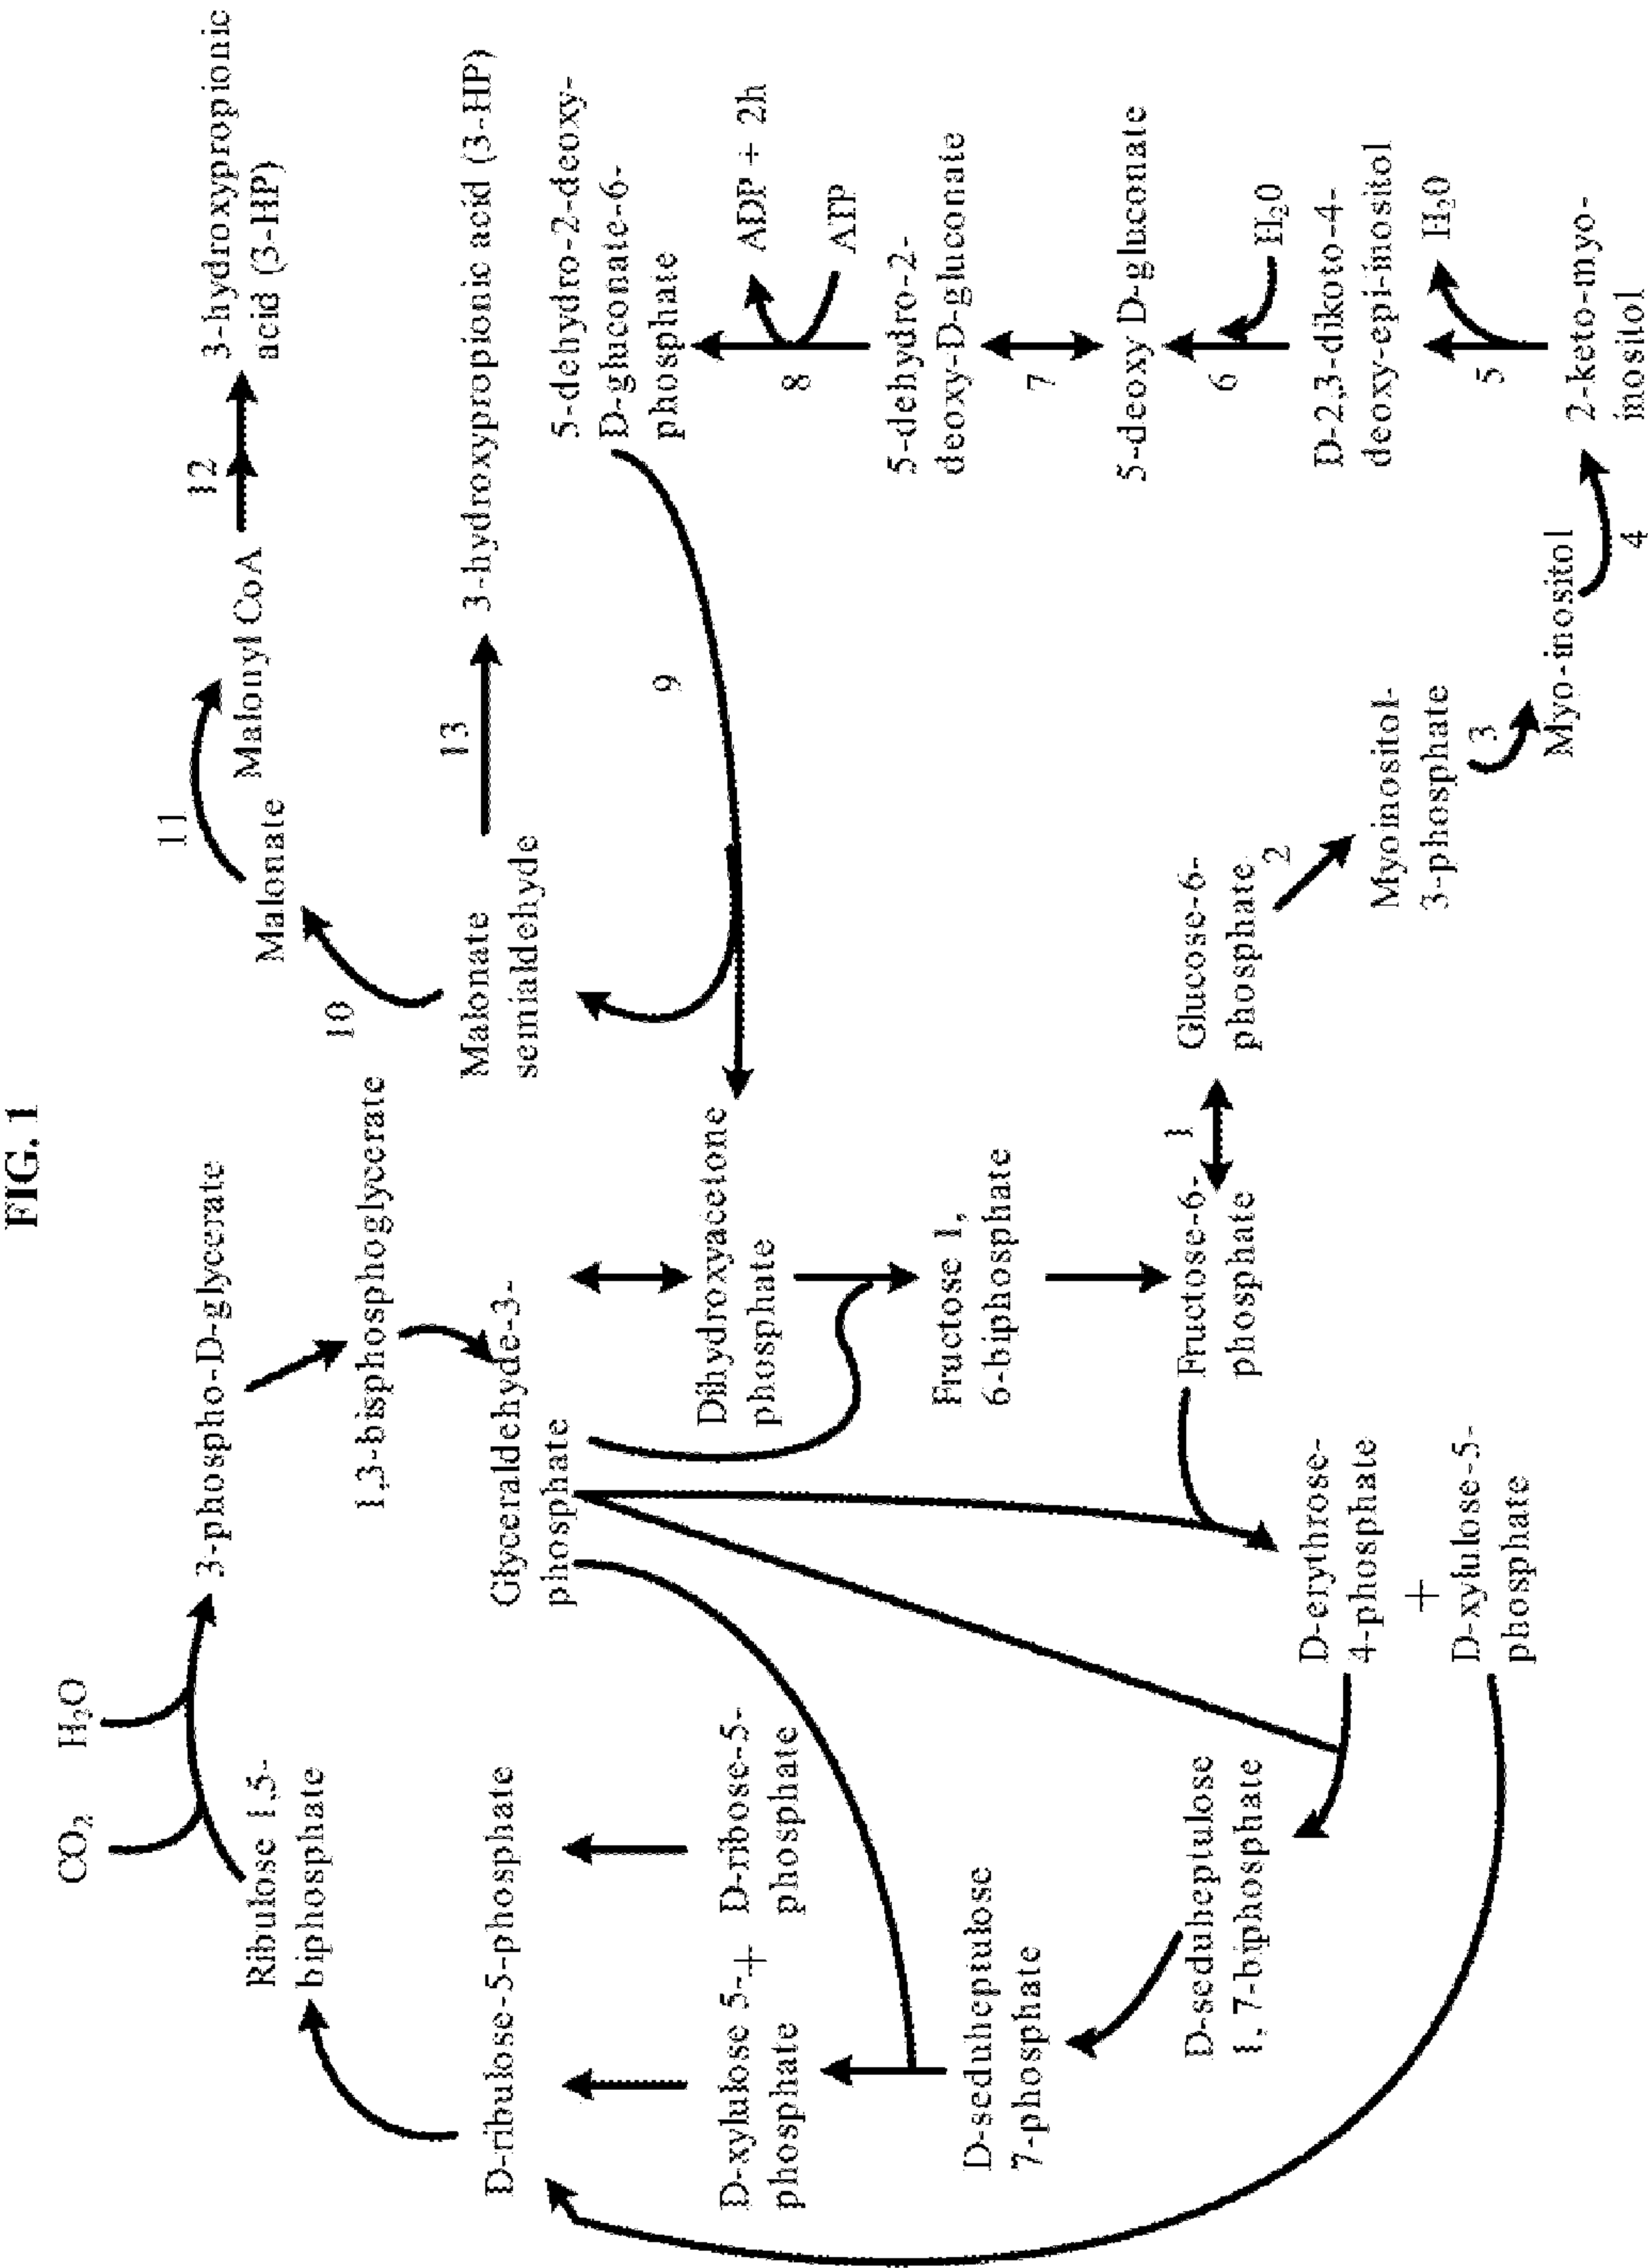 FIG. 1
CO₂
H₂O
Ribulose 1,5-
biphosphate
3-phospho-D-glycerate
1,3-bisphosphoglycerate
Glyceraldehyde-3-
phosphate
D-ribulose-5-phosphate
D-xylulose 5-
phosphate
+
D-ribose-5-
phosphate
D-seduheptulose
7-phosphate
D-seduheptulose
1, 7-biphosphate
D-erythrose-
4-phosphate
+
D-xylulose-5-
phosphate
Dihydroxyacetone
phosphate
Fructose 1,
6-biphosphate
Fructose-6-
phosphate
1
Glucose-6-
phosphate
2
Myoinositol-
3-phosphate
3
Myo-inositol
4
2-keto-myo-
inositol
5
H₂0
D-2,3-dikoto-4-
deoxy-epi-inositol
6
H₂0
5-deoxy D-gluconate
7
5-dehydro-2-
deoxy-D-gluconate
8
ATP
ADP + 2h
5-dehydro-2-deoxy-
D-gluconate-6-
phosphate
9
Malonate
semialdehyde
10
Malonate
11
Malonyl CoA
12
3-hydroxypropionic
acid (3-HP)
13
3-hydroxypropionic acid (3-HP)